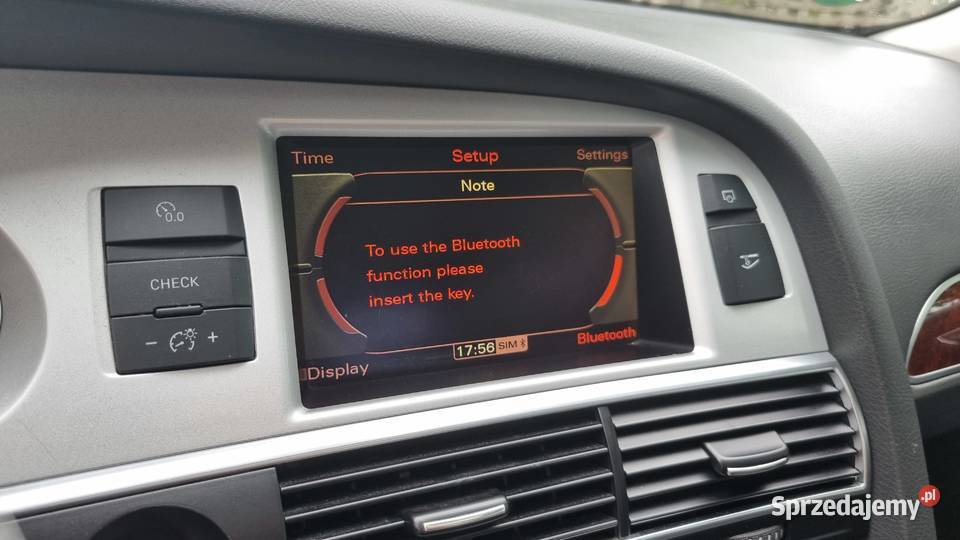 Time
Setup
Settings
Note
To use the Bluetooth
function please
insert the key.
17:56 SIM
Bluetooth
Display
0.0
CHECK
- +
Sprzedajemy.pl